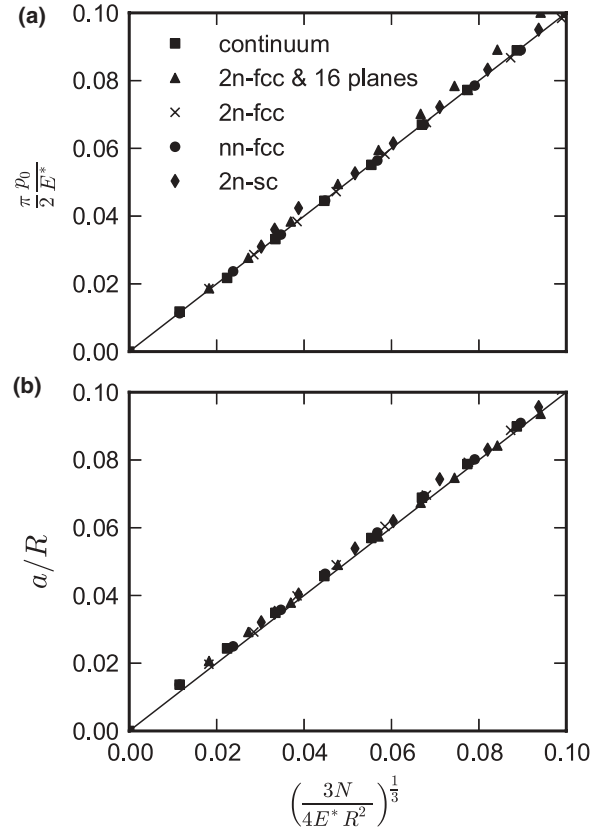 (a)
0.10
0.08
0.06
0.04
0.02
0.00
π/2 p₀/E*
continuum
2n-fcc & 16 planes
2n-fcc
nn-fcc
2n-sc
(b)
0.10
0.08
0.06
0.04
0.02
0.00
a/R
0.00 0.02 0.04 0.06 0.08 0.10
(3N/4E*R²)^1/3